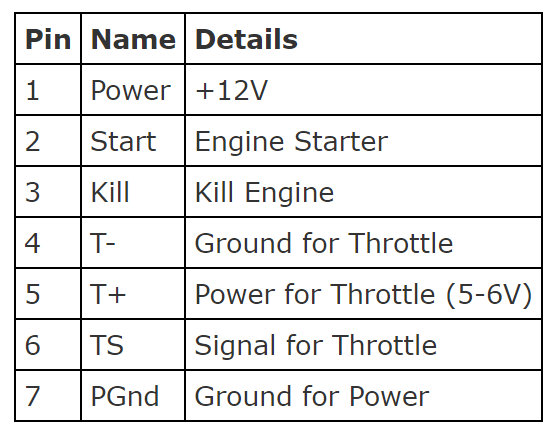 Pin Name Details
1 Power +12V
2 Start Engine Starter
3 Kill Kill Engine
4 T- Ground for Throttle
5 T+ Power for Throttle (5-6V)
6 TS Signal for Throttle
7 PGnd Ground for Power